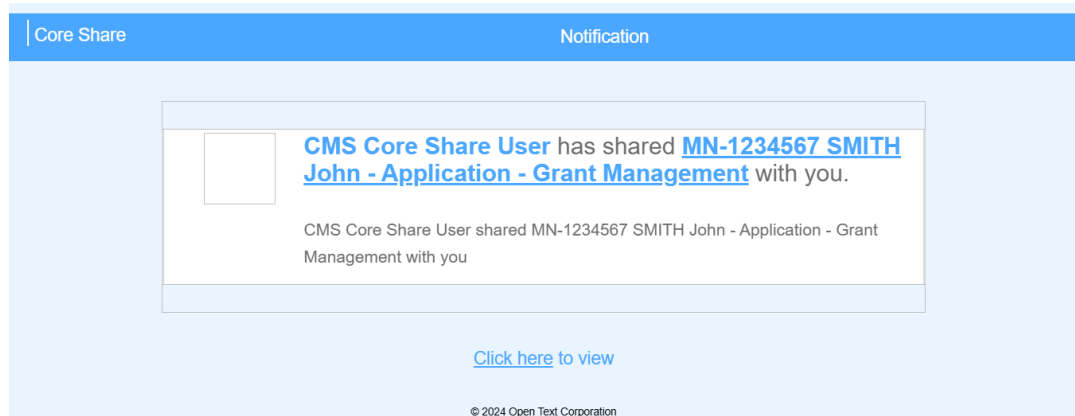 Core Share
Notification
CMS Core Share User has shared MN-1234567 SMITH
John - Application - Grant Management with you.
CMS Core Share User shared MN-1234567 SMITH John - Application - Grant
Management with you
Click here to view
© 2024 Open Text Corporation